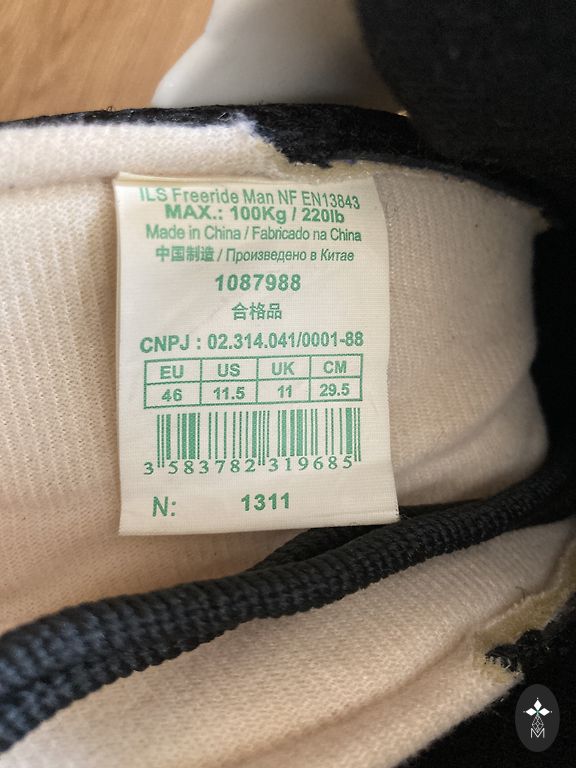 ILS Freeride Man NF EN13843
MAX.: 100Kg / 220lb
Made in China / Fabricado na China
中国制造 / Произведено в Китае
1087988
合格品
CNPJ : 02.314.041/0001-88
EU US UK CM
46 11.5 11 29.5
3 583782 319685
N: 1311
M